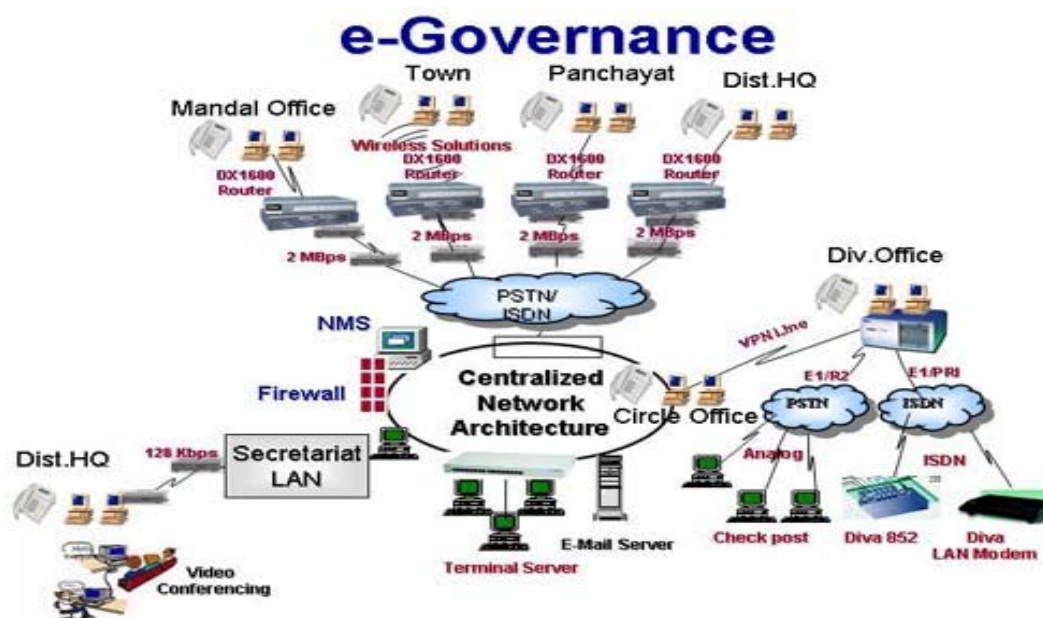 e-Governance
Town
Panchayat
Dist.HQ
Mandal Office
Wireless Solutions
DX1600
Router
DX1600
Router
DX1600
Router
DX1600
Router
2 MBps
2 MBps
2 MBps
2 MBps
Div.Office
PSTN/
ISDN
NMS
VPN Line
Firewall
Centralized
Network
Architecture
Circle Office
E1/R2
E1/PRI
PSTN
ISDN
Dist.HQ
128 Kbps
Secretariat
LAN
Analog
ISDN
E-Mail Server
Terminal Server
Check post
Diva 852
Diva
LAN Modem
Video
Conferencing